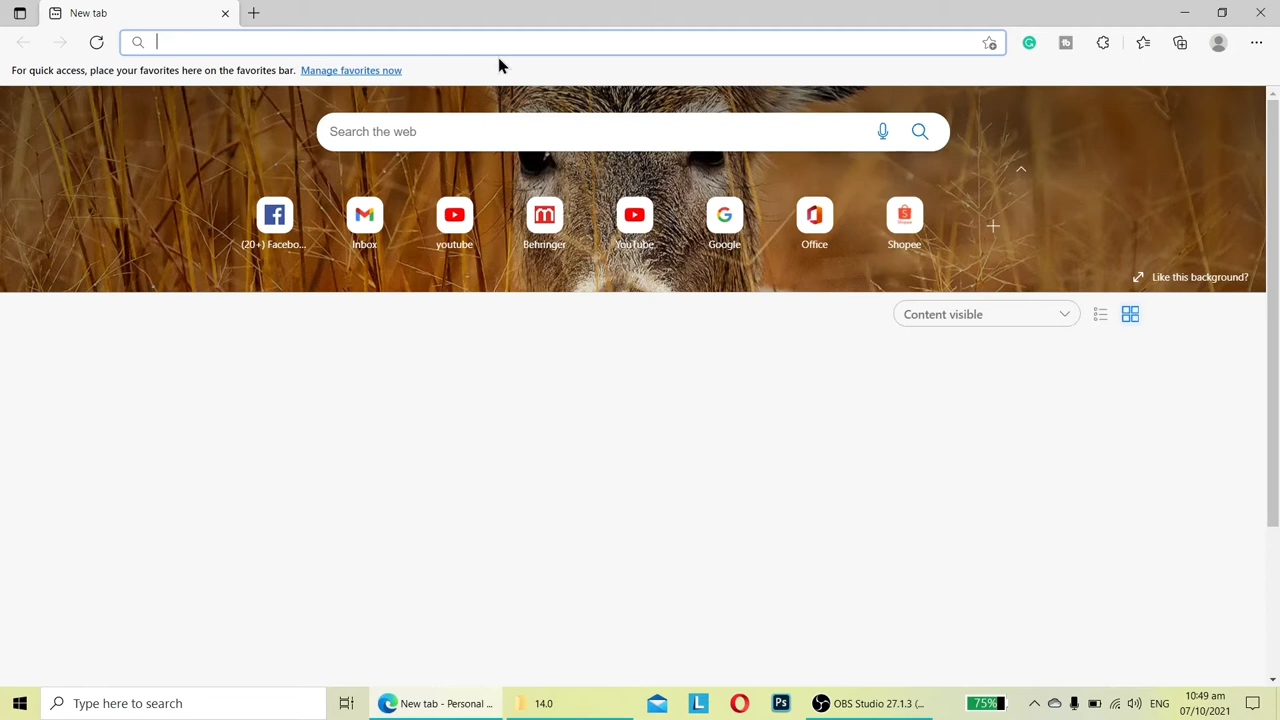 New tab
For quick access, place your favorites here on the favorites bar. Manage favorites now
Search the web
(20+) Facebo...
Inbox
youtube
Behringer
YouTube
Google
Office
Shopee
Like this background?
Content visible
Type here to search
New tab - Personal ...
14.0
OBS Studio 27.1.3 (...
75%
ENG
10:49 am
07/10/2021